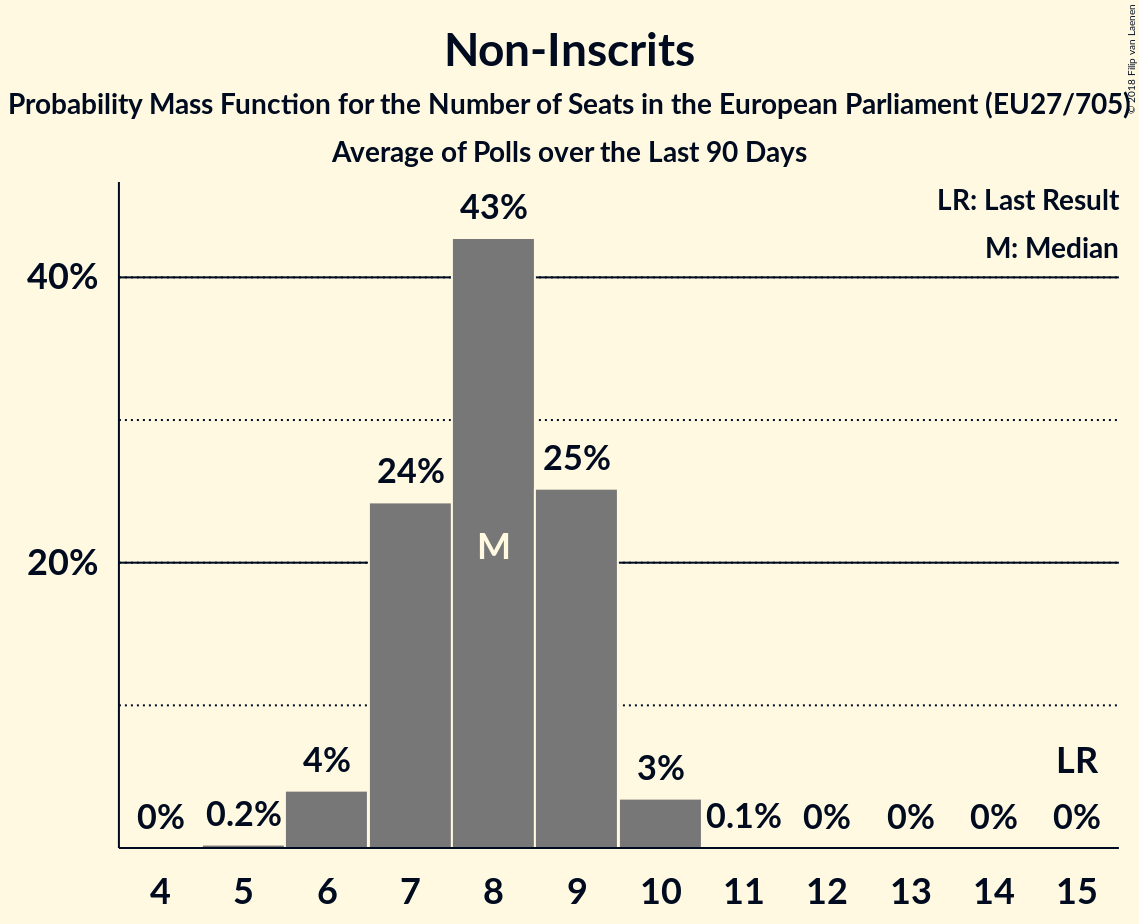 Non-Inscrits
Probability Mass Function for the Number of Seats in the European Parliament (EU27/705)
Average of Polls over the Last 90 Days
© 2018 Filip van Laenen
LR: Last Result
M: Median
43%
40%
25%
24%
M
20%
4%
3%
LR
0%
0.2%
0.1%
0%
0%
0%
0%
4 5 6 7 8 9 10 11 12 13 14 15